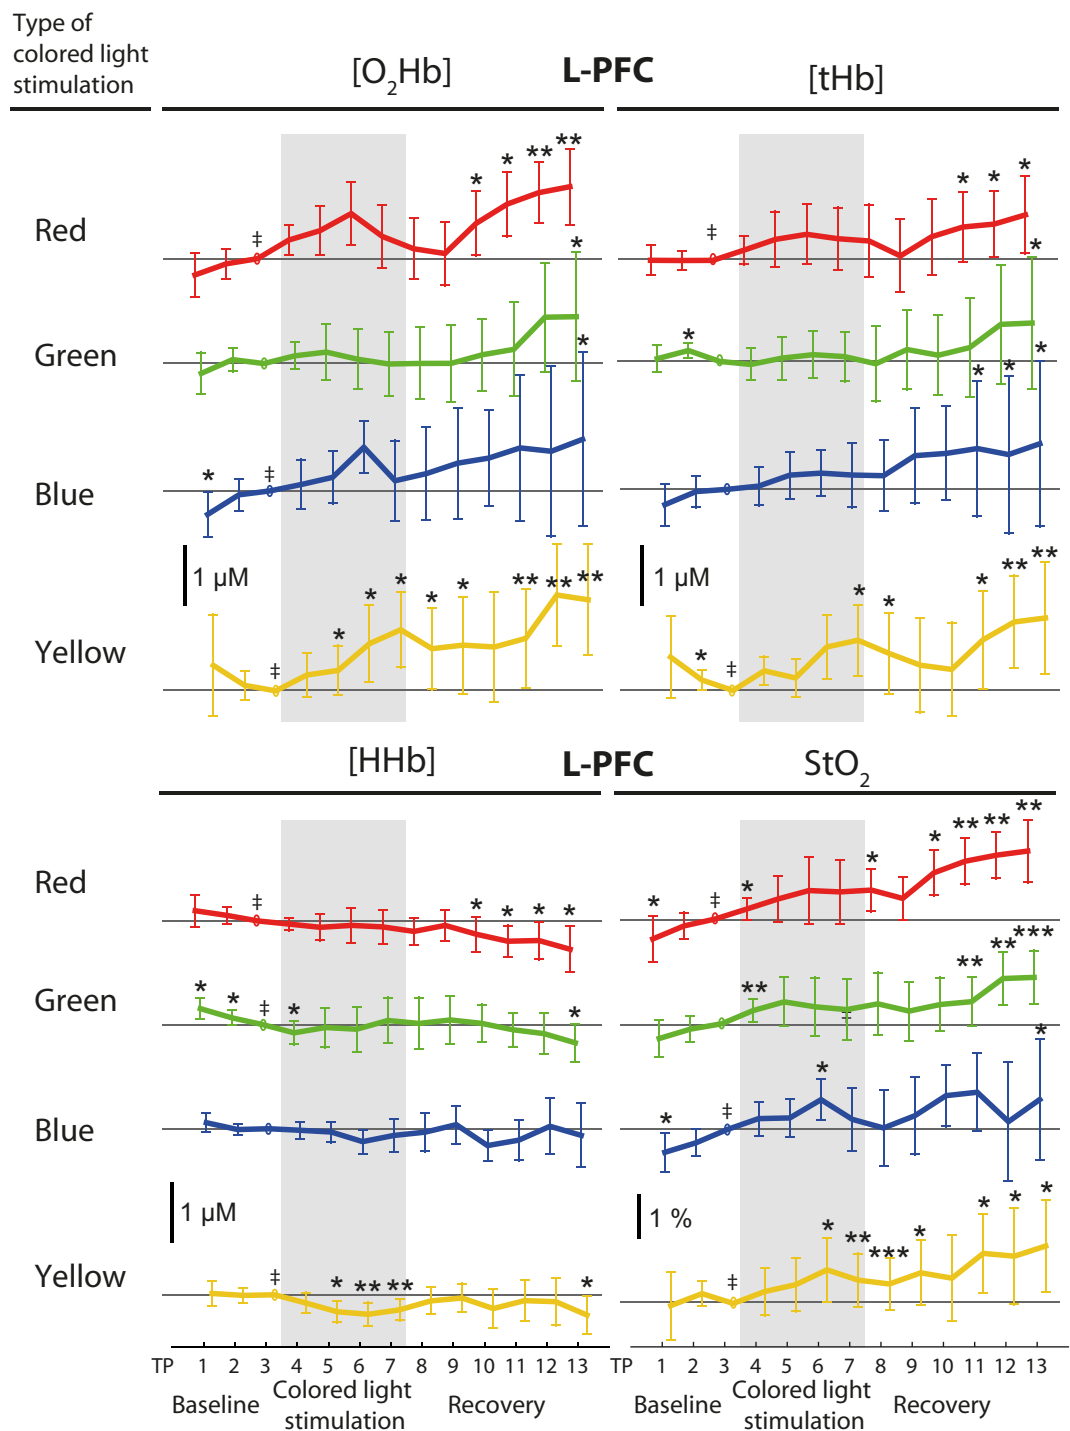 Type of
colored light
stimulation
[O2Hb] L-PFC [tHb]
** **
* *
* * *
Red ‡ ‡
* *
Green * * *
* *
Blue * ‡
1 µM 1 µM
* * * * ** ** ** * * * ** **
Yellow ‡ * ‡
[HHb] L-PFC StO2
* ** ** **
Red ‡ * * * * * ‡ * *
Green * * ‡ * * ** ‡ ** ** ***
Blue * ‡ * *
1 µM 1 %
Yellow ‡ * ** ** * ‡ * ** *** * * * *
TP 1 2 3 4 5 6 7 8 9 10 11 12 13 TP 1 2 3 4 5 6 7 8 9 10 11 12 13
Baseline Colored light stimulation Recovery Baseline Colored light stimulation Recovery